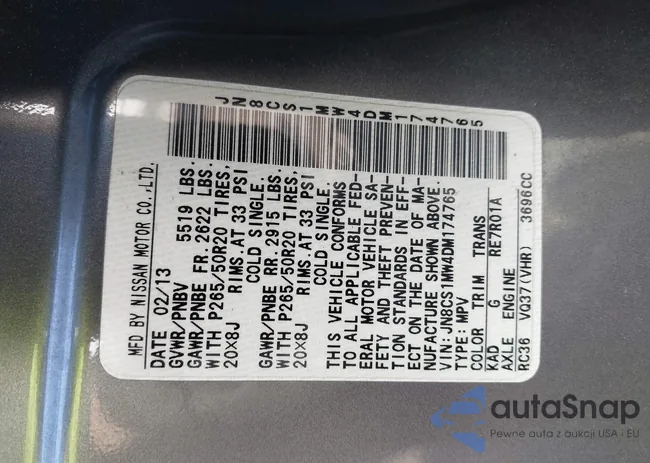 JN8CS1MW4DM174765
MFD BY NISSAN MOTOR CO.,LTD.
DATE 02/13
GVWR/PNBV 5519 LBS.
GAWR/PNBE FR. 2622 LBS.
WITH P265/50R20 TIRES,
20X8J RIMS.AT 33 PSI
COLD SINGLE.
GAWR/PNBE RR. 2915 LBS.
WITH P265/50R20 TIRES,
20X8J RIMS.AT 33 PSI
COLD SINGLE.
THIS VEHICLE CONFORMS
TO ALL APPLICABLE FED-
ERAL MOTOR VEHICLE SA-
FETY AND THEFT PREVEN-
TION STANDARDS IN EFF-
ECT ON THE DATE OF MA-
NUFACTURE SHOWN ABOVE.
VIN: JN8CS1MW4DM174765
TYPE: MPV
COLOR TRIM TRANS
KAD G RE7R01A
AXLE ENGINE
RC36 VQ37(VHR) 3696CC
autaSnap
Pewne auta z aukcji USA i EU